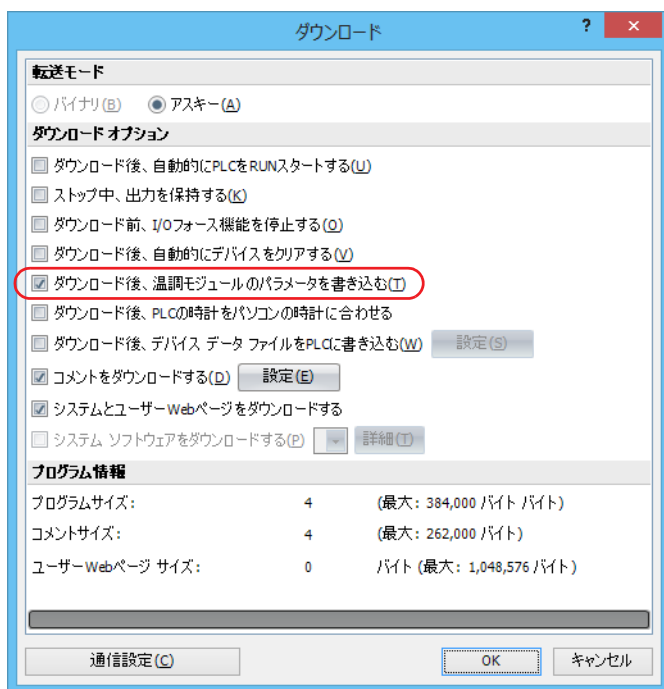 ダウンロード ? ×
転送モード
バイナリ(B) アスキー(A)
ダウンロード オプション
ダウンロード後、自動的にPLCをRUNスタートする(U)
ストップ中、出力を保持する(K)
ダウンロード前、I/Oフォース機能を停止する(O)
ダウンロード後、自動的にデバイスをクリアする(V)
ダウンロード後、温調モジュールのパラメータを書き込む(T)
ダウンロード後、PLCの時計をパソコンの時計に合わせる
ダウンロード後、デバイス データ ファイルをPLCに書き込む(W) 設定(S)
コメントをダウンロードする(D) 設定(E)
システムとユーザーWebページをダウンロードする
システム ソフトウェアをダウンロードする(P) 詳細(T)
プログラム情報
プログラムサイズ: 4 (最大: 384,000 バイト バイト)
コメントサイズ: 4 (最大: 262,000 バイト)
ユーザーWebページ サイズ: 0 バイト (最大: 1,048,576 バイト)
通信設定(C) OK キャンセル